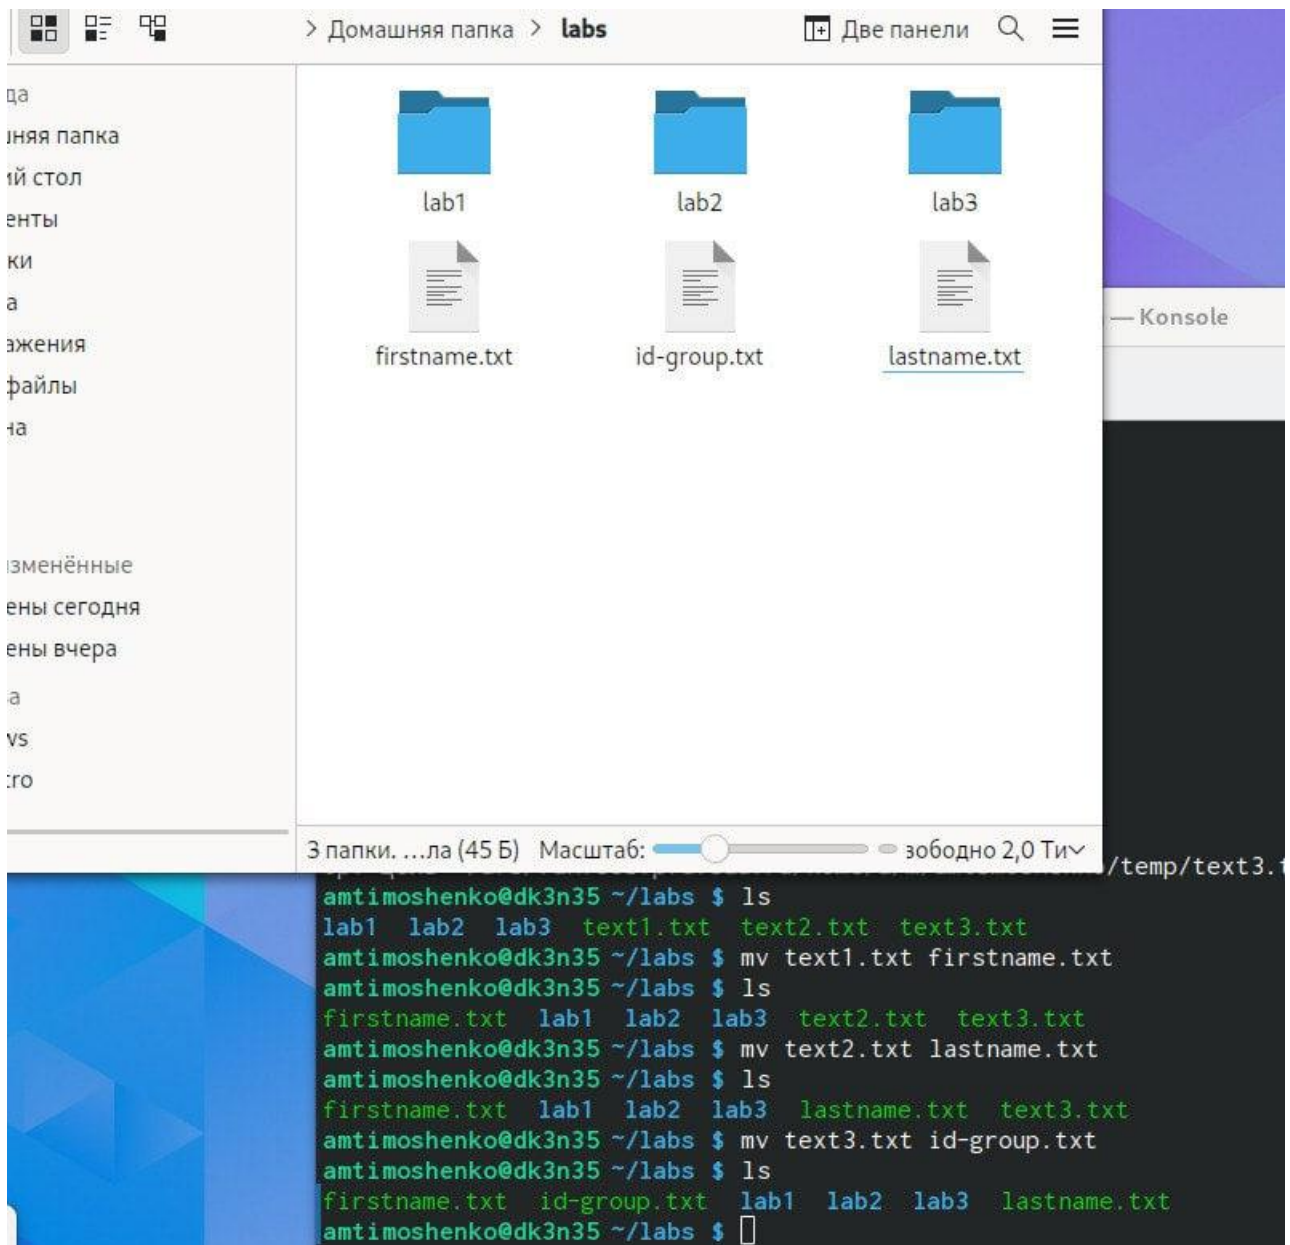 > Домашняя папка > labs
Две панели
да
няя папка
ий стол
енты
ки
а
ажения
файлы
на
зменённые
ены сегодня
ены вчера
ва
ws
tro
lab1 lab2 lab3
firstname.txt id-group.txt lastname.txt
3 папки. ...ла (45 Б) Масштаб: зободно 2,0 Ти
— Konsole
/temp/text3.t
amtimoshenko@dk3n35 ~/labs $ ls
lab1 lab2 lab3 text1.txt text2.txt text3.txt
amtimoshenko@dk3n35 ~/labs $ mv text1.txt firstname.txt
amtimoshenko@dk3n35 ~/labs $ ls
firstname.txt lab1 lab2 lab3 text2.txt text3.txt
amtimoshenko@dk3n35 ~/labs $ mv text2.txt lastname.txt
amtimoshenko@dk3n35 ~/labs $ ls
firstname.txt lab1 lab2 lab3 lastname.txt text3.txt
amtimoshenko@dk3n35 ~/labs $ mv text3.txt id-group.txt
amtimoshenko@dk3n35 ~/labs $ ls
firstname.txt id-group.txt lab1 lab2 lab3 lastname.txt
amtimoshenko@dk3n35 ~/labs $